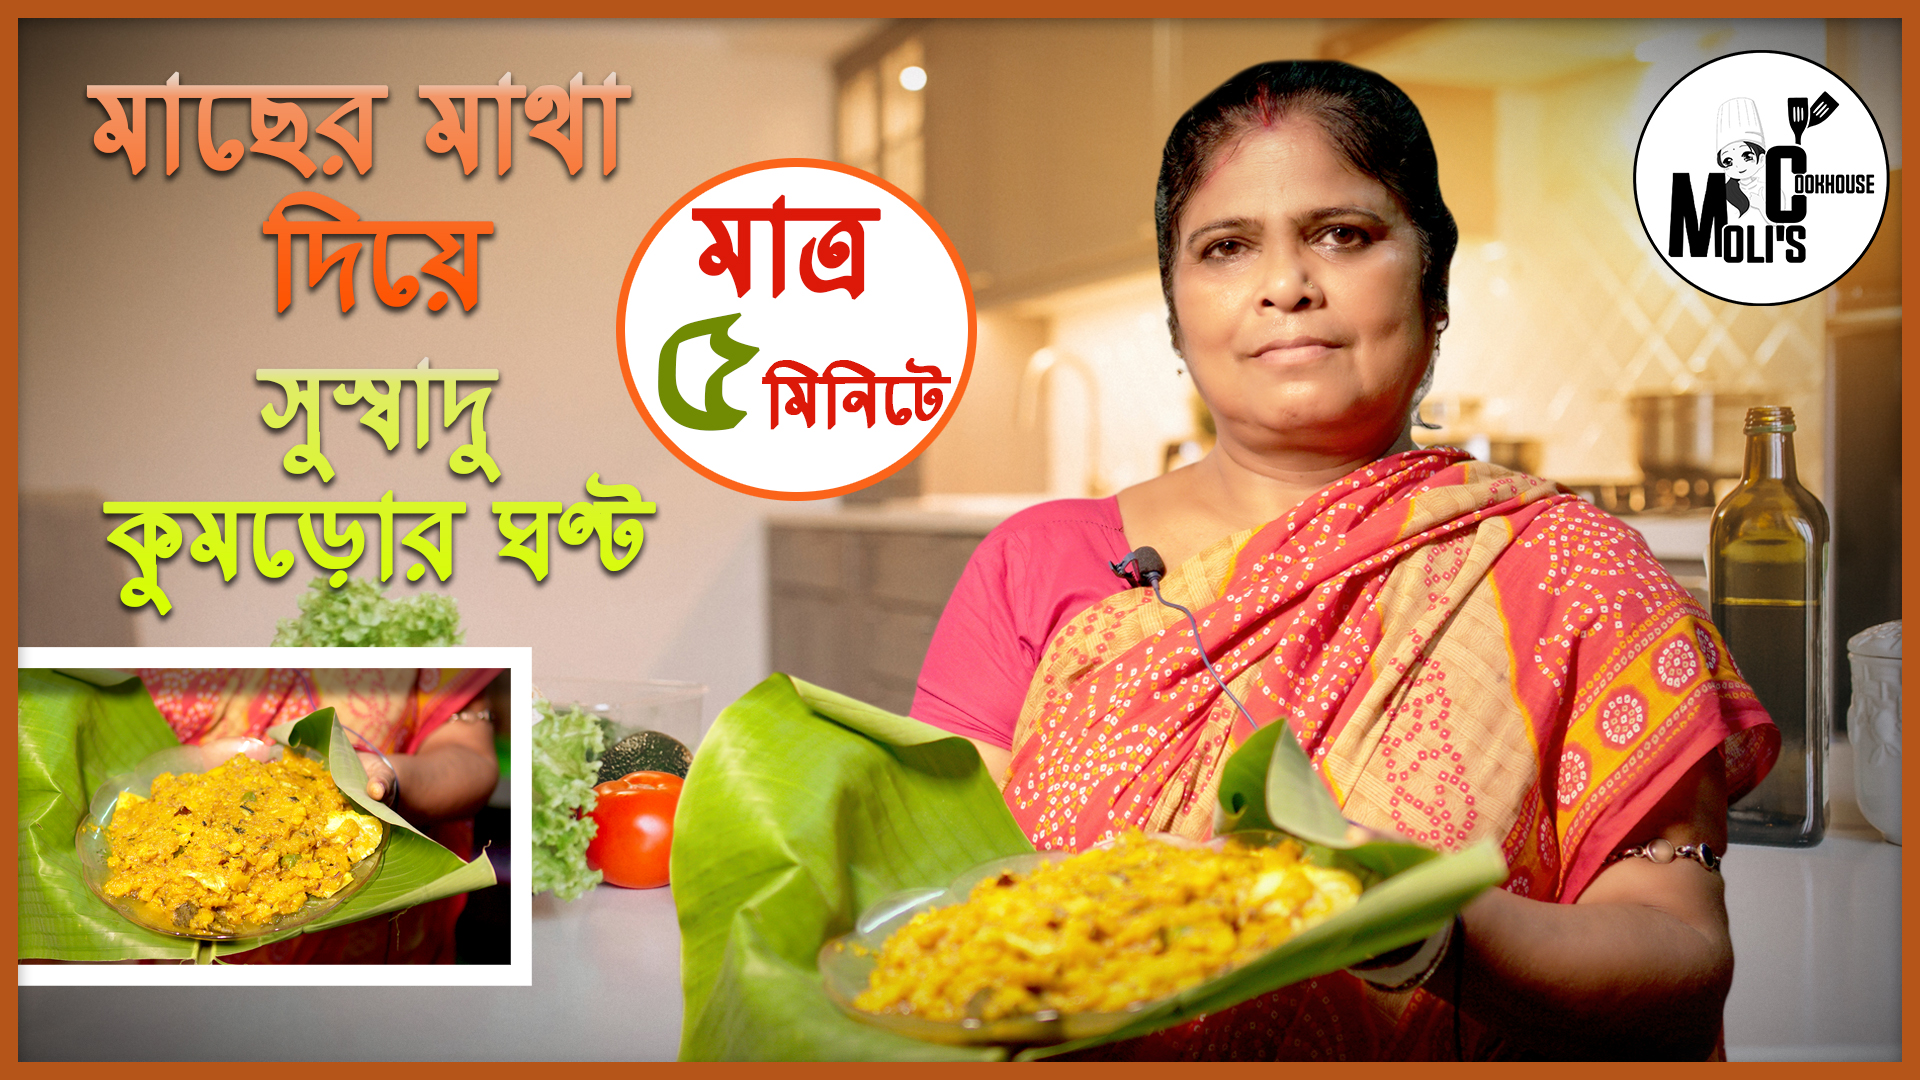 মাছের মাথা
দিয়ে
সুস্বাদু
কুমড়োর ঘণ্ট
মাত্র
৫ মিনিটে
MOLI'S
COOKHOUSE